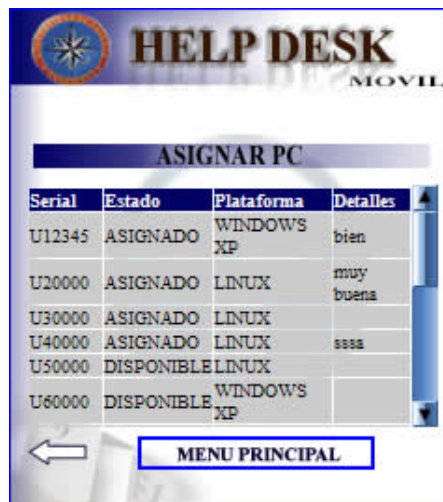 HELP DESK
MOVIL
ASIGNAR PC
Serial Estado Plataforma Detalles
U12345 ASIGNADO WINDOWS XP bien
U20000 ASIGNADO LINUX muy buena
U30000 ASIGNADO LINUX
U40000 ASIGNADO LINUX sssa
U50000 DISPONIBLE LINUX
U60000 DISPONIBLE WINDOWS XP
MENU PRINCIPAL